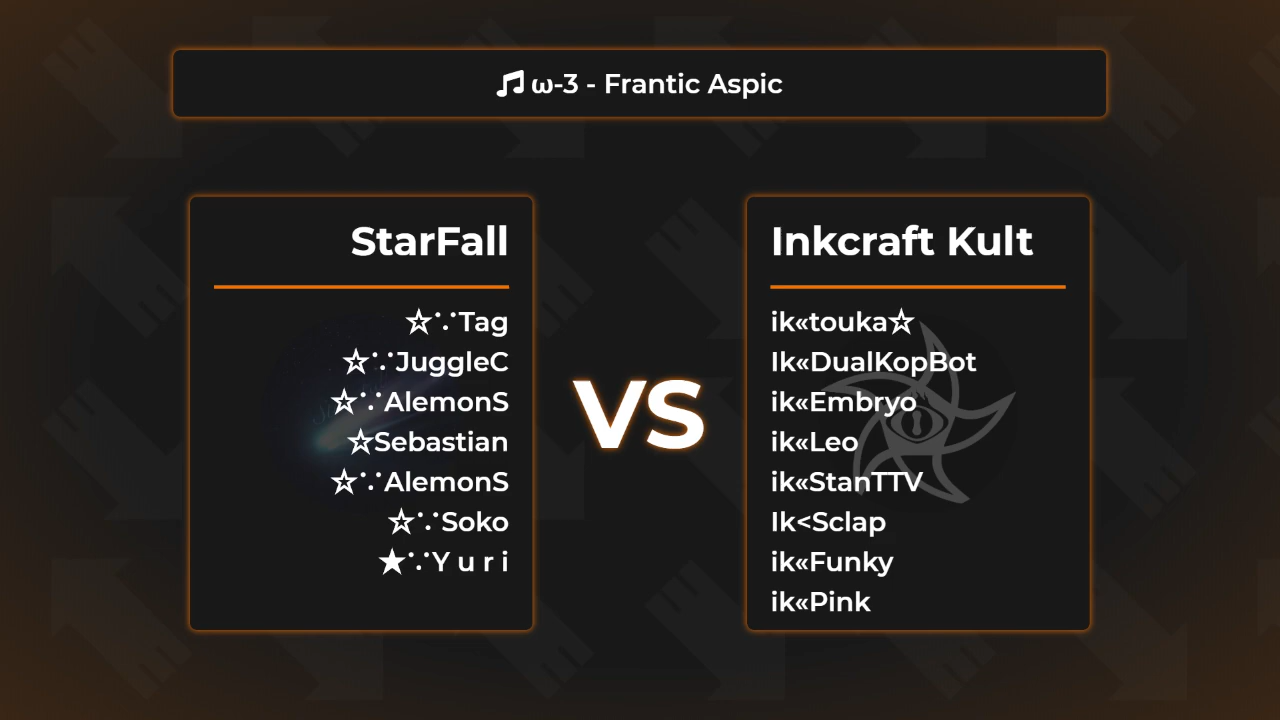 ω-3 - Frantic Aspic
StarFall
☆∵Tag
☆∵JuggleC
☆∵AlemonS
☆Sebastian
☆∵AlemonS
☆∵Soko
★∵Y u r i
VS
Inkcraft Kult
ik«touka☆
Ik«DualKopBot
ik«Embryo
ik«Leo
ik«StanTTV
Ik<Sclap
ik«Funky
ik«Pink